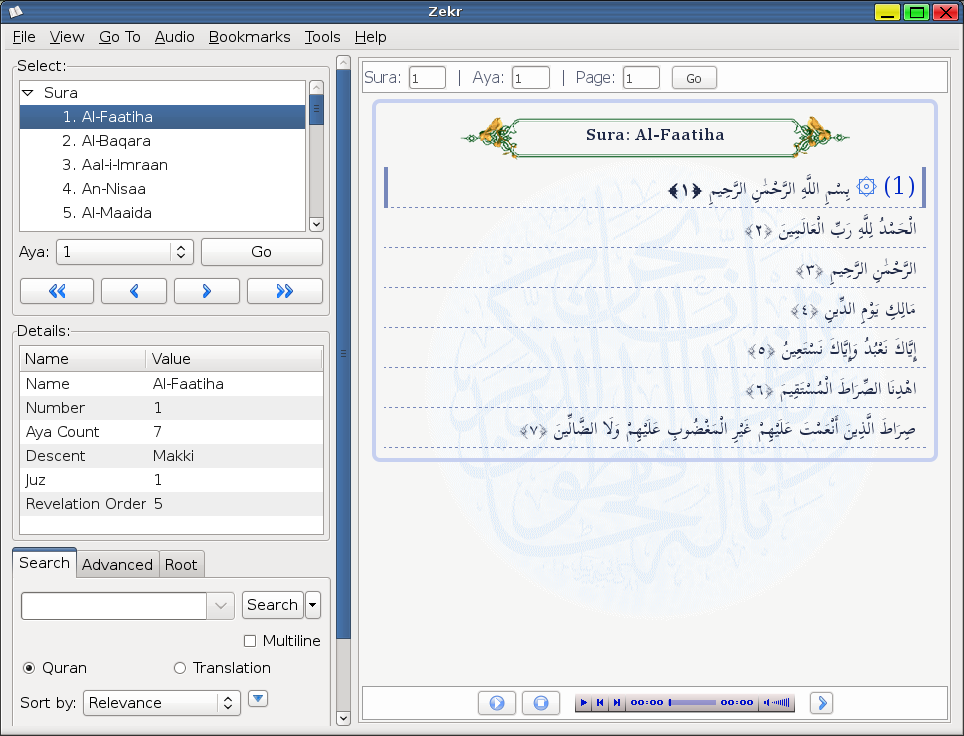 Zekr
File View Go To Audio Bookmarks Tools Help
Select:
Sura
1. Al-Faatiha
2. Al-Baqara
3. Aal-i-Imraan
4. An-Nisaa
5. Al-Maaida
Aya: 1 Go
Details:
Name Value
Name Al-Faatiha
Number 1
Aya Count 7
Descent Makki
Juz 1
Revelation Order 5
Search Advanced Root
Search
Multiline
Quran Translation
Sort by: Relevance
Sura: 1 | Aya: 1 | Page: 1 Go
Sura: Al-Faatiha
(1) ۞ بِسْمِ اللَّهِ الرَّحْمَٰنِ الرَّحِيمِ ﴿١﴾
الْحَمْدُ لِلَّهِ رَبِّ الْعَالَمِينَ ﴿٢﴾
الرَّحْمَٰنِ الرَّحِيمِ ﴿٣﴾
مَالِكِ يَوْمِ الدِّينِ ﴿٤﴾
إِيَّاكَ نَعْبُدُ وَإِيَّاكَ نَسْتَعِينُ ﴿٥﴾
اهْدِنَا الصِّرَاطَ الْمُسْتَقِيمَ ﴿٦﴾
صِرَاطَ الَّذِينَ أَنْعَمْتَ عَلَيْهِمْ غَيْرِ الْمَغْضُوبِ عَلَيْهِمْ وَلَا الضَّالِّينَ ﴿٧﴾
00:00 00:00